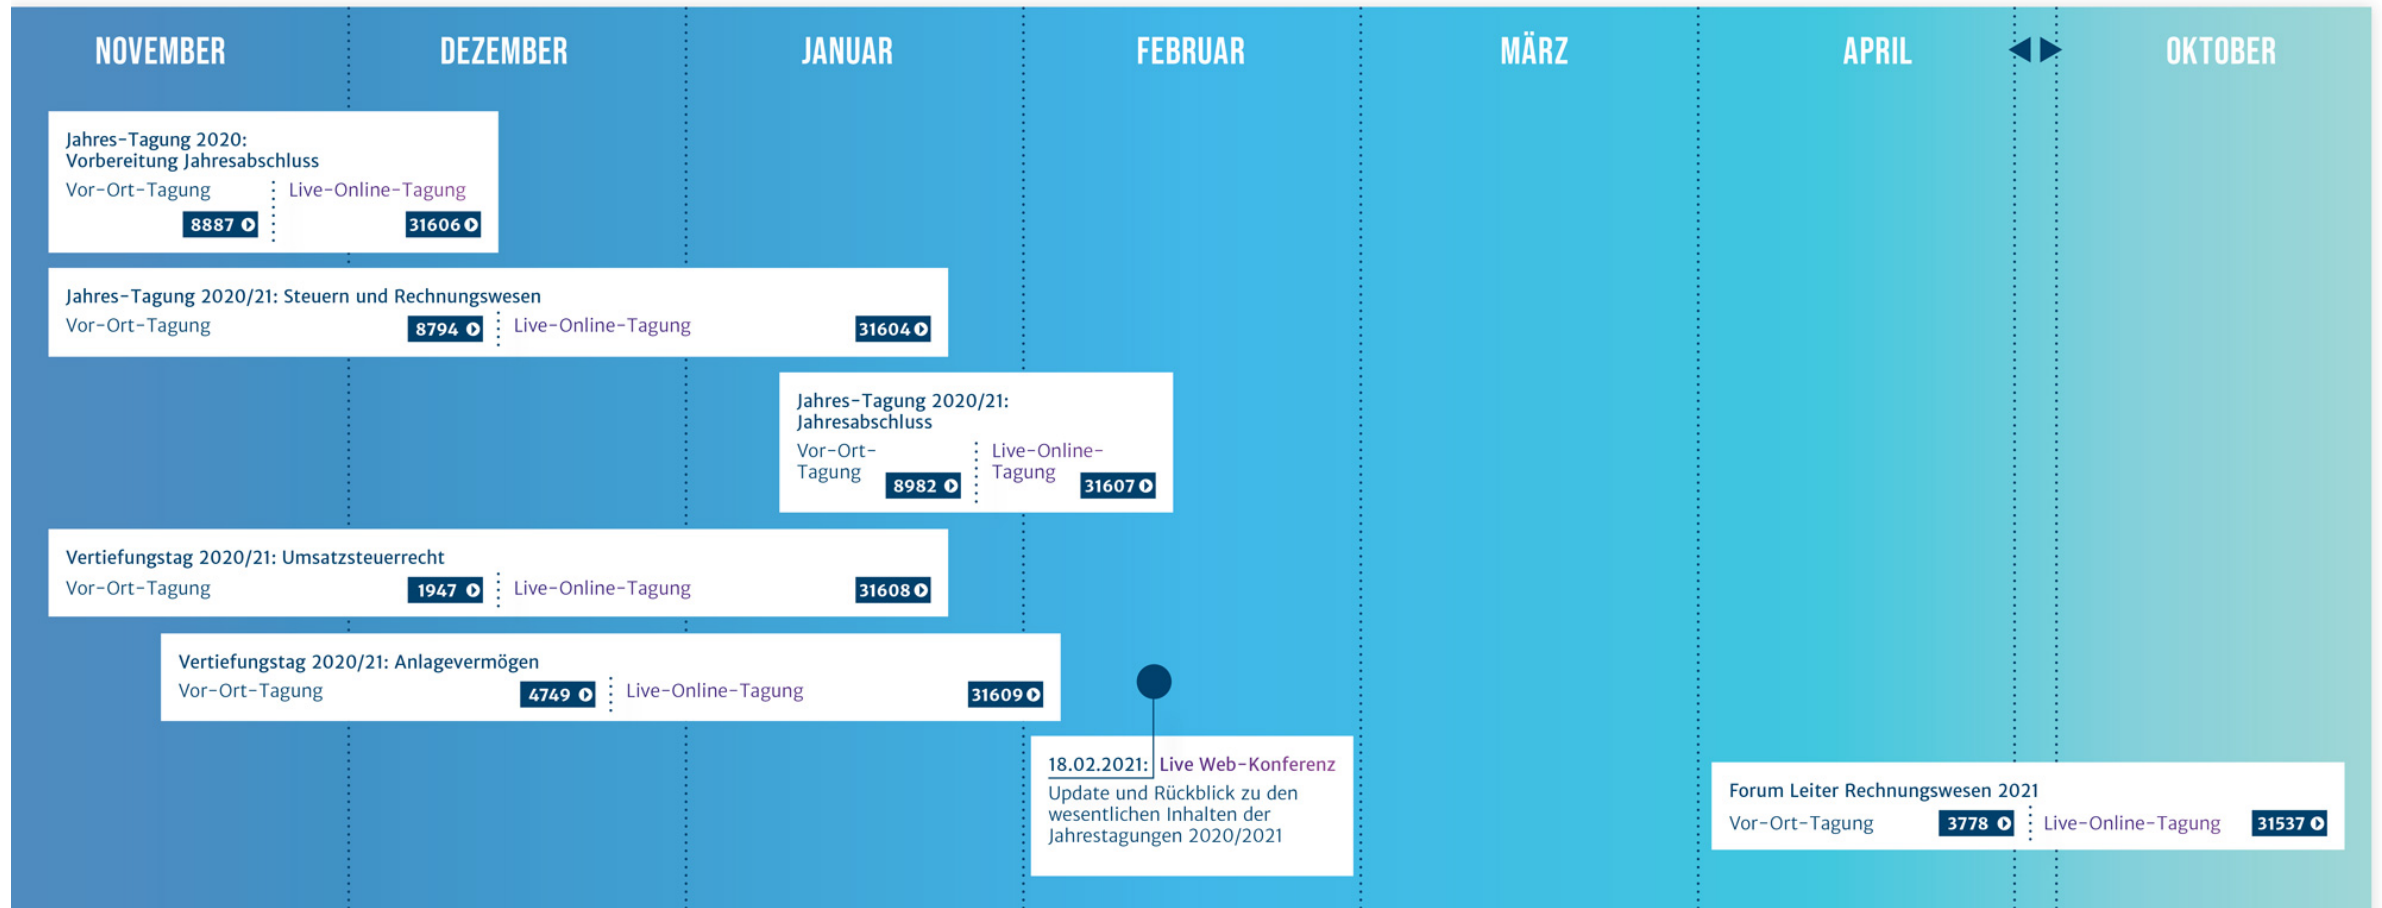 NOVEMBER
DEZEMBER
JANUAR
FEBRUAR
MÄRZ
APRIL
OKTOBER
Jahres-Tagung 2020:
Vorbereitung Jahresabschluss
Vor-Ort-Tagung
8887
Live-Online-Tagung
31606
Jahres-Tagung 2020/21: Steuern und Rechnungswesen
Vor-Ort-Tagung
8794
Live-Online-Tagung
31604
Jahres-Tagung 2020/21:
Jahresabschluss
Vor-Ort-
Tagung
8982
Live-Online-
Tagung
31607
Vertiefungstag 2020/21: Umsatzsteuerrecht
Vor-Ort-Tagung
1947
Live-Online-Tagung
31608
Vertiefungstag 2020/21: Anlagevermögen
Vor-Ort-Tagung
4749
Live-Online-Tagung
31609
18.02.2021: Live Web-Konferenz
Update und Rückblick zu den
wesentlichen Inhalten der
Jahrestagungen 2020/2021
Forum Leiter Rechnungswesen 2021
Vor-Ort-Tagung
3778
Live-Online-Tagung
31537